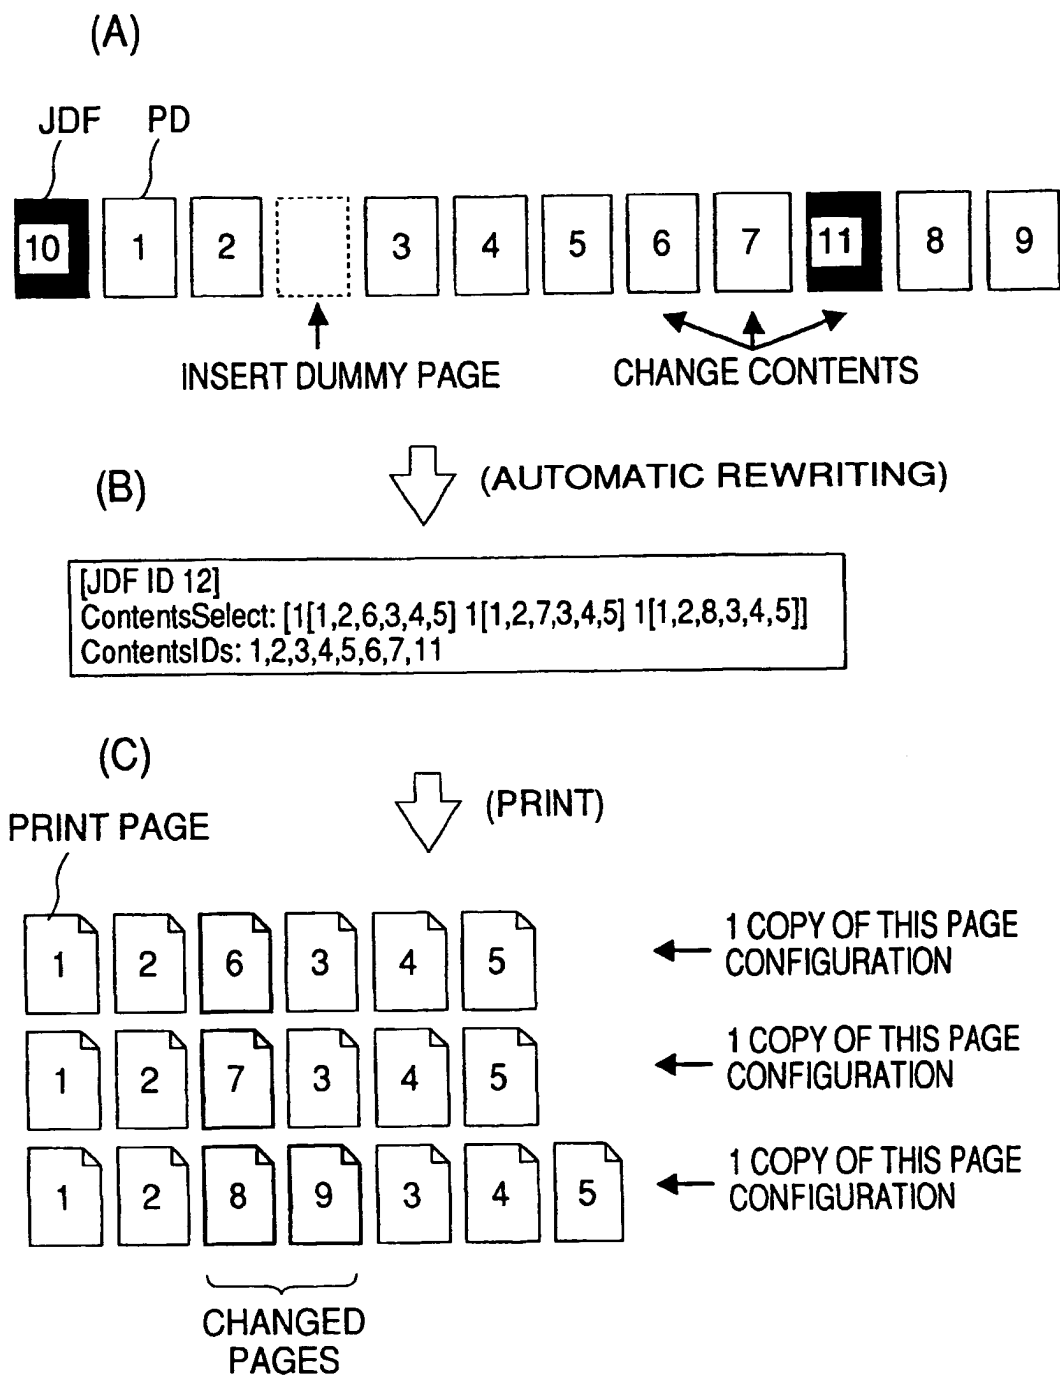 (A)
JDF PD
10 1 2 3 4 5 6 7 11 8 9
INSERT DUMMY PAGE CHANGE CONTENTS
(B) (AUTOMATIC REWRITING)
[JDF ID 12]
ContentsSelect: [1[1,2,6,3,4,5] 1[1,2,7,3,4,5] 1[1,2,8,3,4,5]]
ContentsIDs: 1,2,3,4,5,6,7,11
(C)
(PRINT)
PRINT PAGE
1 2 6 3 4 5
1 COPY OF THIS PAGE
CONFIGURATION
1 2 7 3 4 5
1 COPY OF THIS PAGE
CONFIGURATION
1 2 8 9 3 4 5
1 COPY OF THIS PAGE
CONFIGURATION
CHANGED
PAGES